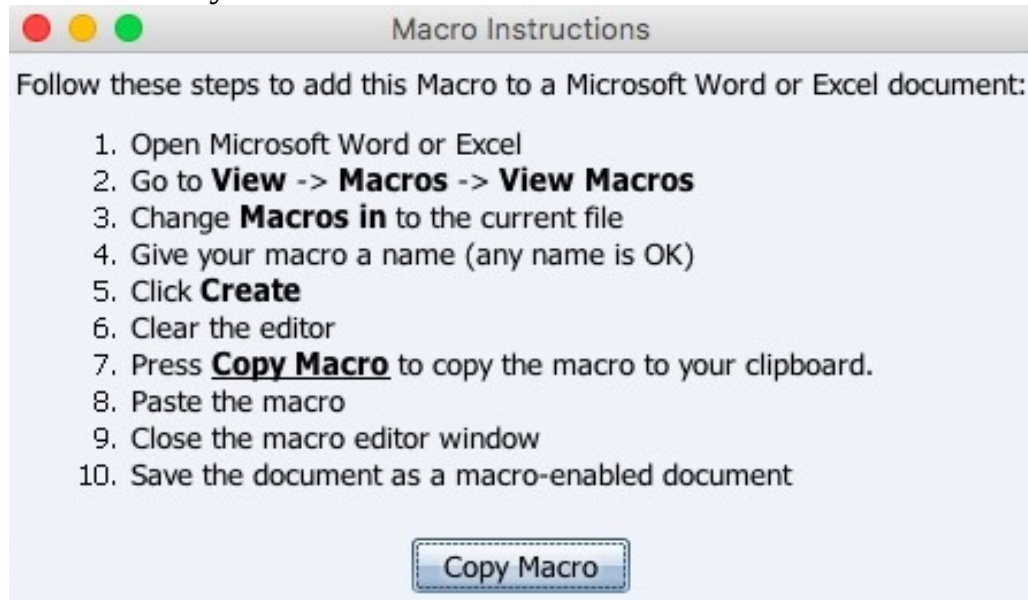 Macro Instructions
Follow these steps to add this Macro to a Microsoft Word or Excel document:
1. Open Microsoft Word or Excel
2. Go to View -> Macros -> View Macros
3. Change Macros in to the current file
4. Give your macro a name (any name is OK)
5. Click Create
6. Clear the editor
7. Press Copy Macro to copy the macro to your clipboard.
8. Paste the macro
9. Close the macro editor window
10. Save the document as a macro-enabled document
Copy Macro